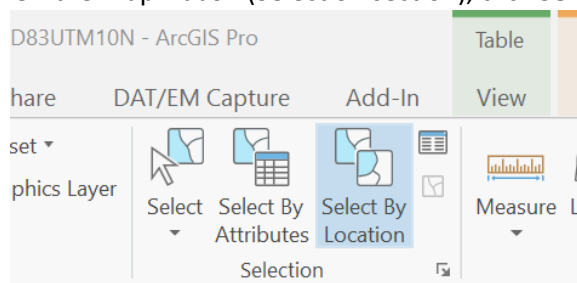 D83UTM10N - ArcGIS Pro
Table
hare
DAT/EM Capture
Add-In
View
set
phics Layer
Select
Select By
Attributes
Select By
Location
Measure
Selection